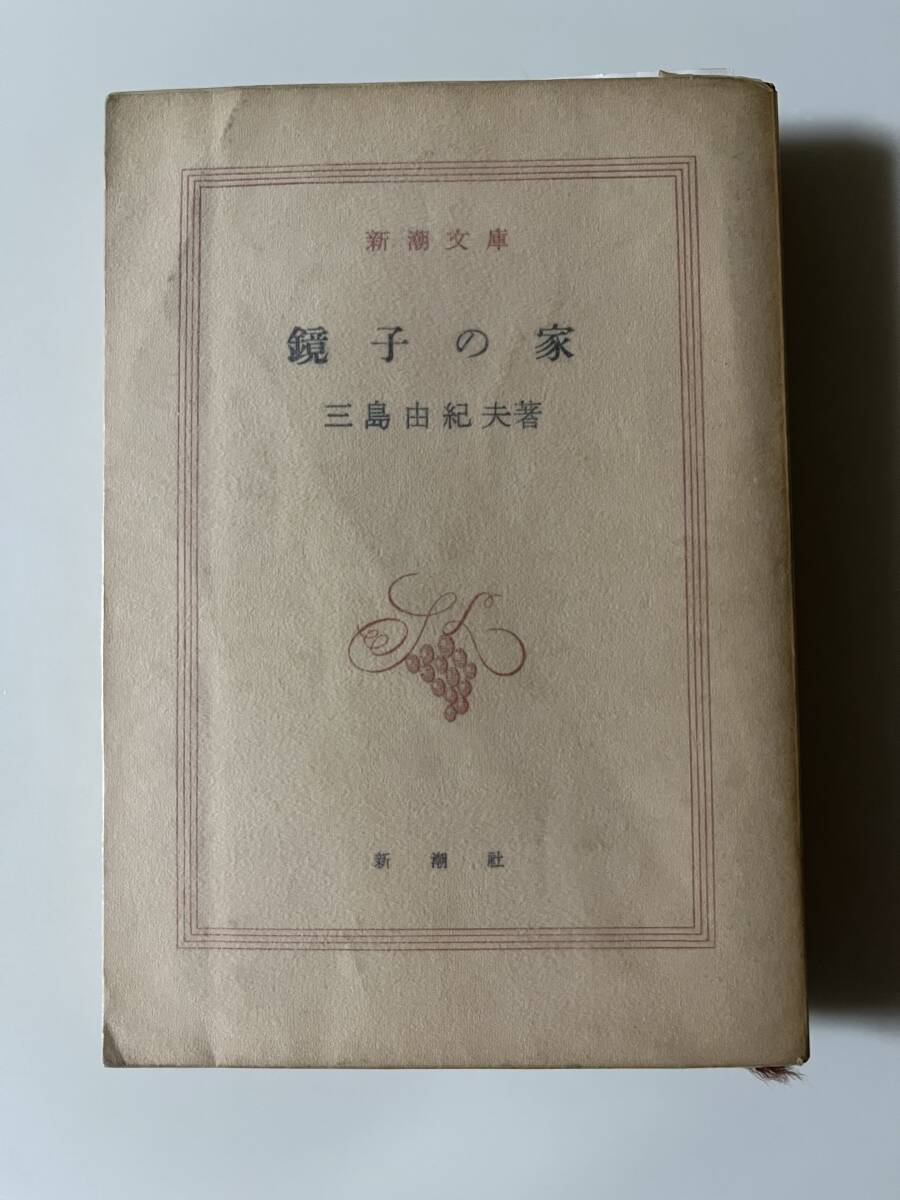 新潮文庫
鏡子の家
三島由紀夫著
新潮社